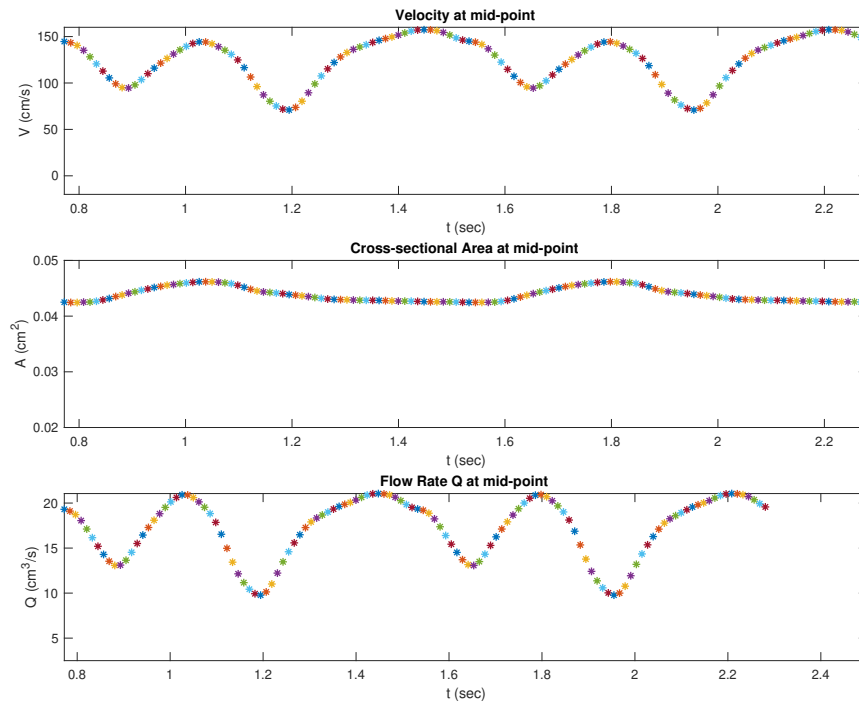 Velocity at mid-point
150
100
50
0
V (cm/s)
0.8 1 1.2 1.4 1.6 1.8 2 2.2
t (sec)
Cross-sectional Area at mid-point
0.05
0.04
0.03
0.02
A (cm²)
0.8 1 1.2 1.4 1.6 1.8 2 2.2
t (sec)
Flow Rate Q at mid-point
20
15
10
5
Q (cm³/s)
0.8 1 1.2 1.4 1.6 1.8 2 2.2 2.4
t (sec)